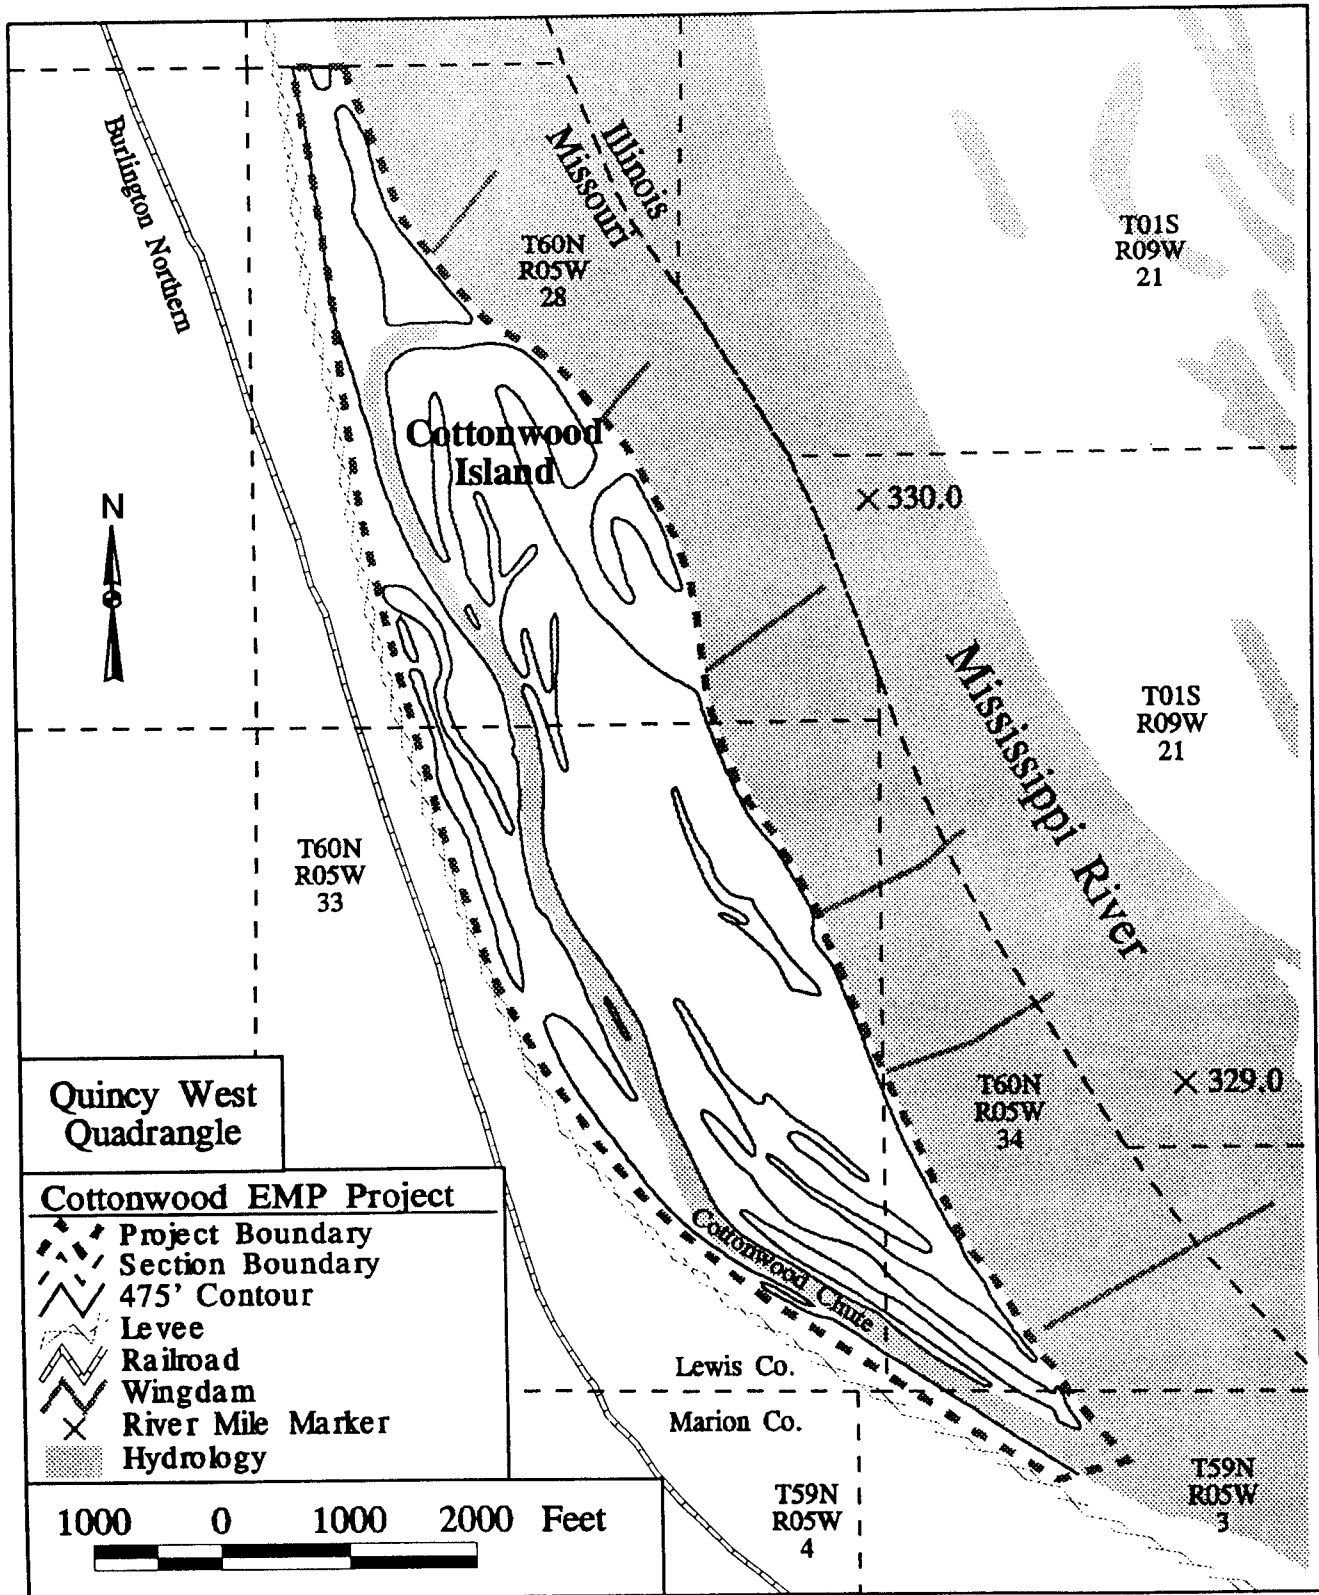 Burlington Northern
Illinois
Missouri
T60N
R05W
28
T01S
R09W
21
Cottonwood
Island
330.0
N
Mississippi River
T01S
R09W
21
T60N
R05W
33
T60N
R05W
34
329.0
Quincy West
Quadrangle
Cottonwood EMP Project
Project Boundary
Section Boundary
475' Contour
Levee
Railroad
Wingdam
River Mile Marker
Hydrology
Cottonwood Chute
Lewis Co.
Marion Co.
T59N
R05W
4
T59N
R05W
3
1000 0 1000 2000 Feet